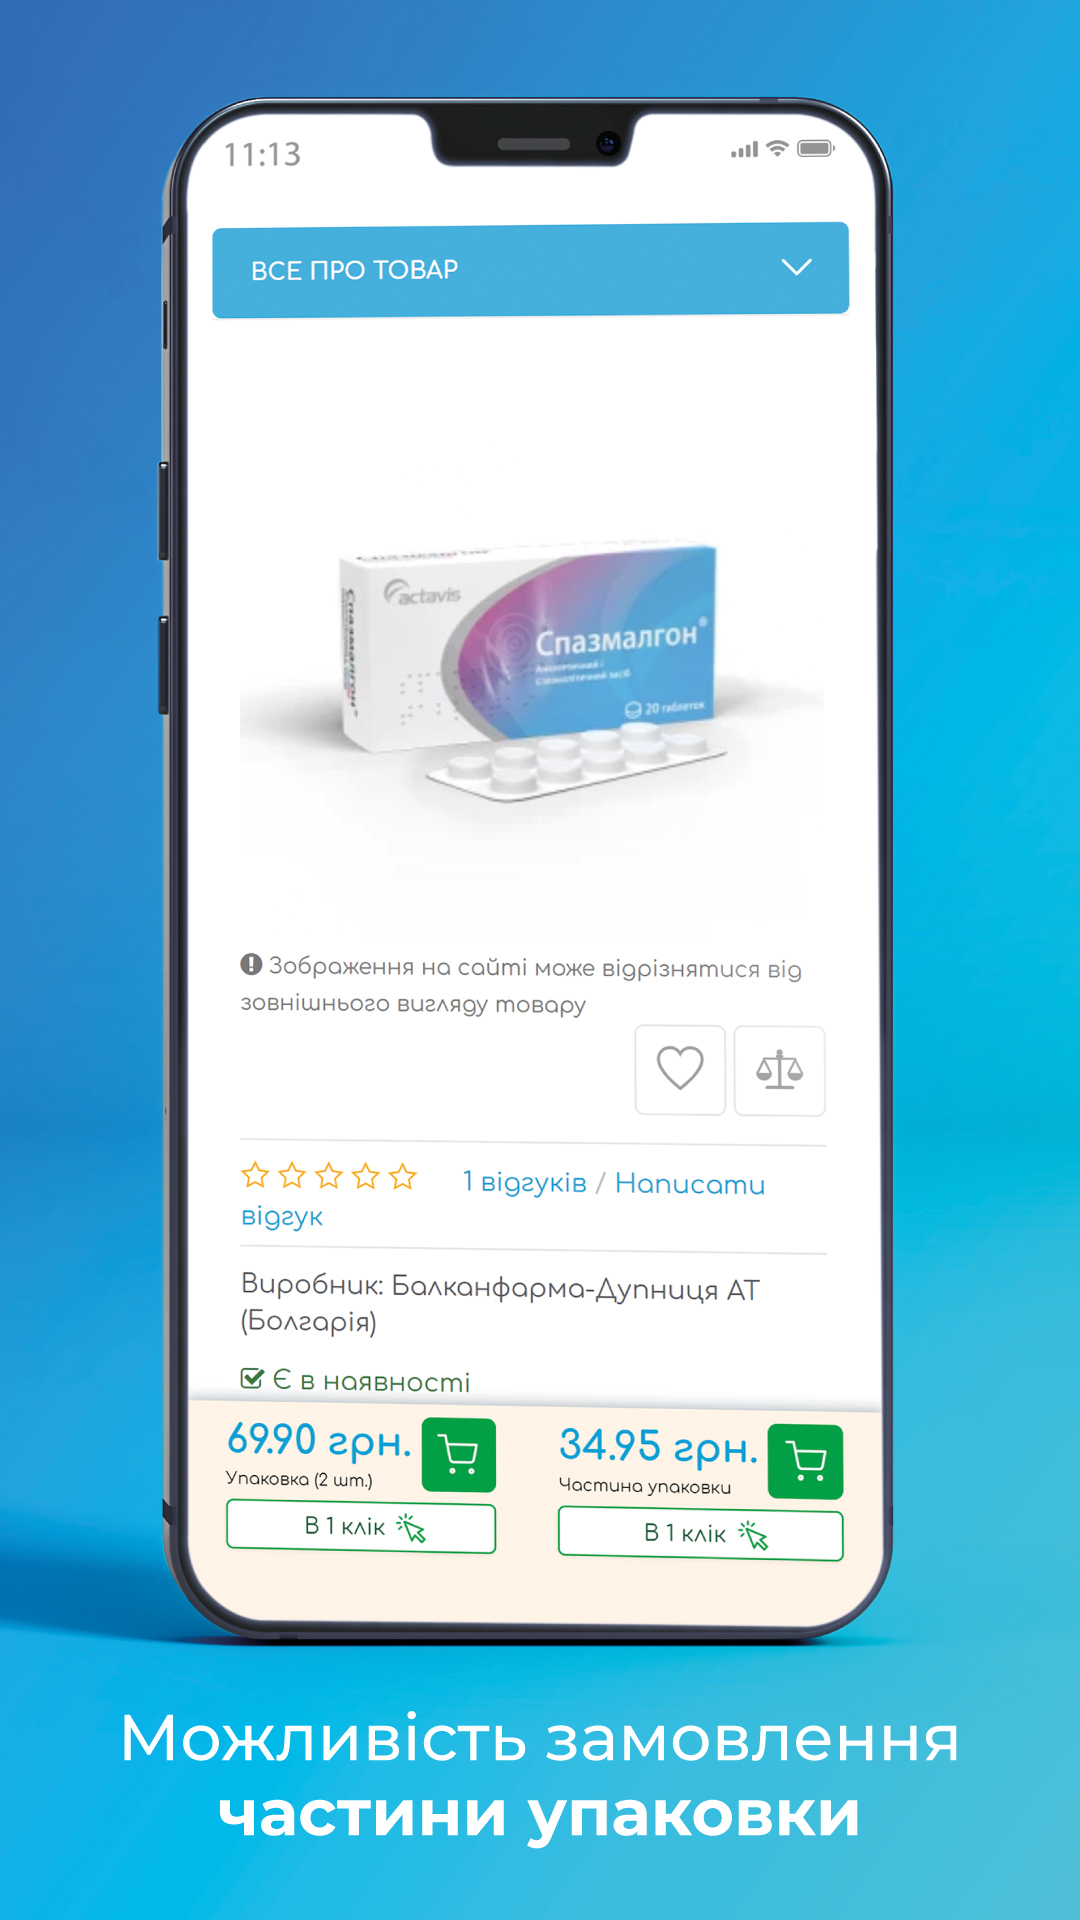 11:13
ВСЕ ПРО ТОВАР
actavis
Спазмалгон®
Спазмалгон®
20 таблеток
Зображення на сайті може відрізнятися від
зовнішнього вигляду товару
1 відгуків / Написати
відгук
Виробник: Балканфарма-Дупниця АТ
(Болгарія)
Є в наявності
69.90 грн.
Упаковка (2 шт.)
В 1 клік
34.95 грн.
Частина упаковки
В 1 клік
Можливість замовлення
частини упаковки